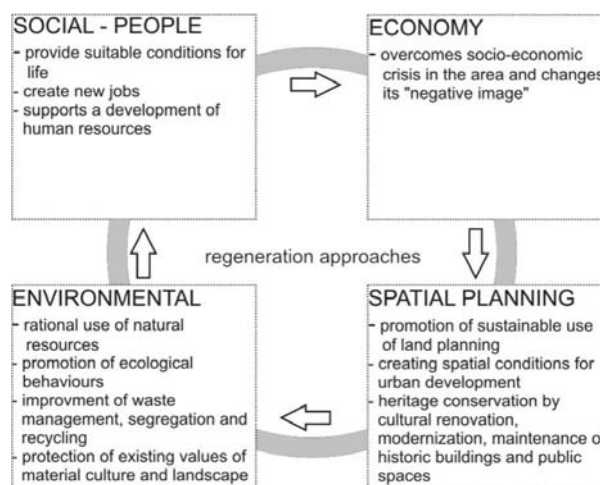 SOCIAL - PEOPLE
- provide suitable conditions for
life
- create new jobs
- supports a development of
human resources
ECONOMY
- overcomes socio-economic
crisis in the area and changes
its "negative image"
regeneration approaches
ENVIRONMENTAL
- rational use of natural
resources
- promotion of ecological
behaviours
- improvment of waste
management, segregation and
recycling
- protection of existing values of
material culture and landscape
SPATIAL PLANNING
- promotion of sustainable use
of land planning
- creating spatial conditions for
urban development
- heritage conservation by
cultural renovation,
modernization, maintenance o
historic buildings and public
spaces